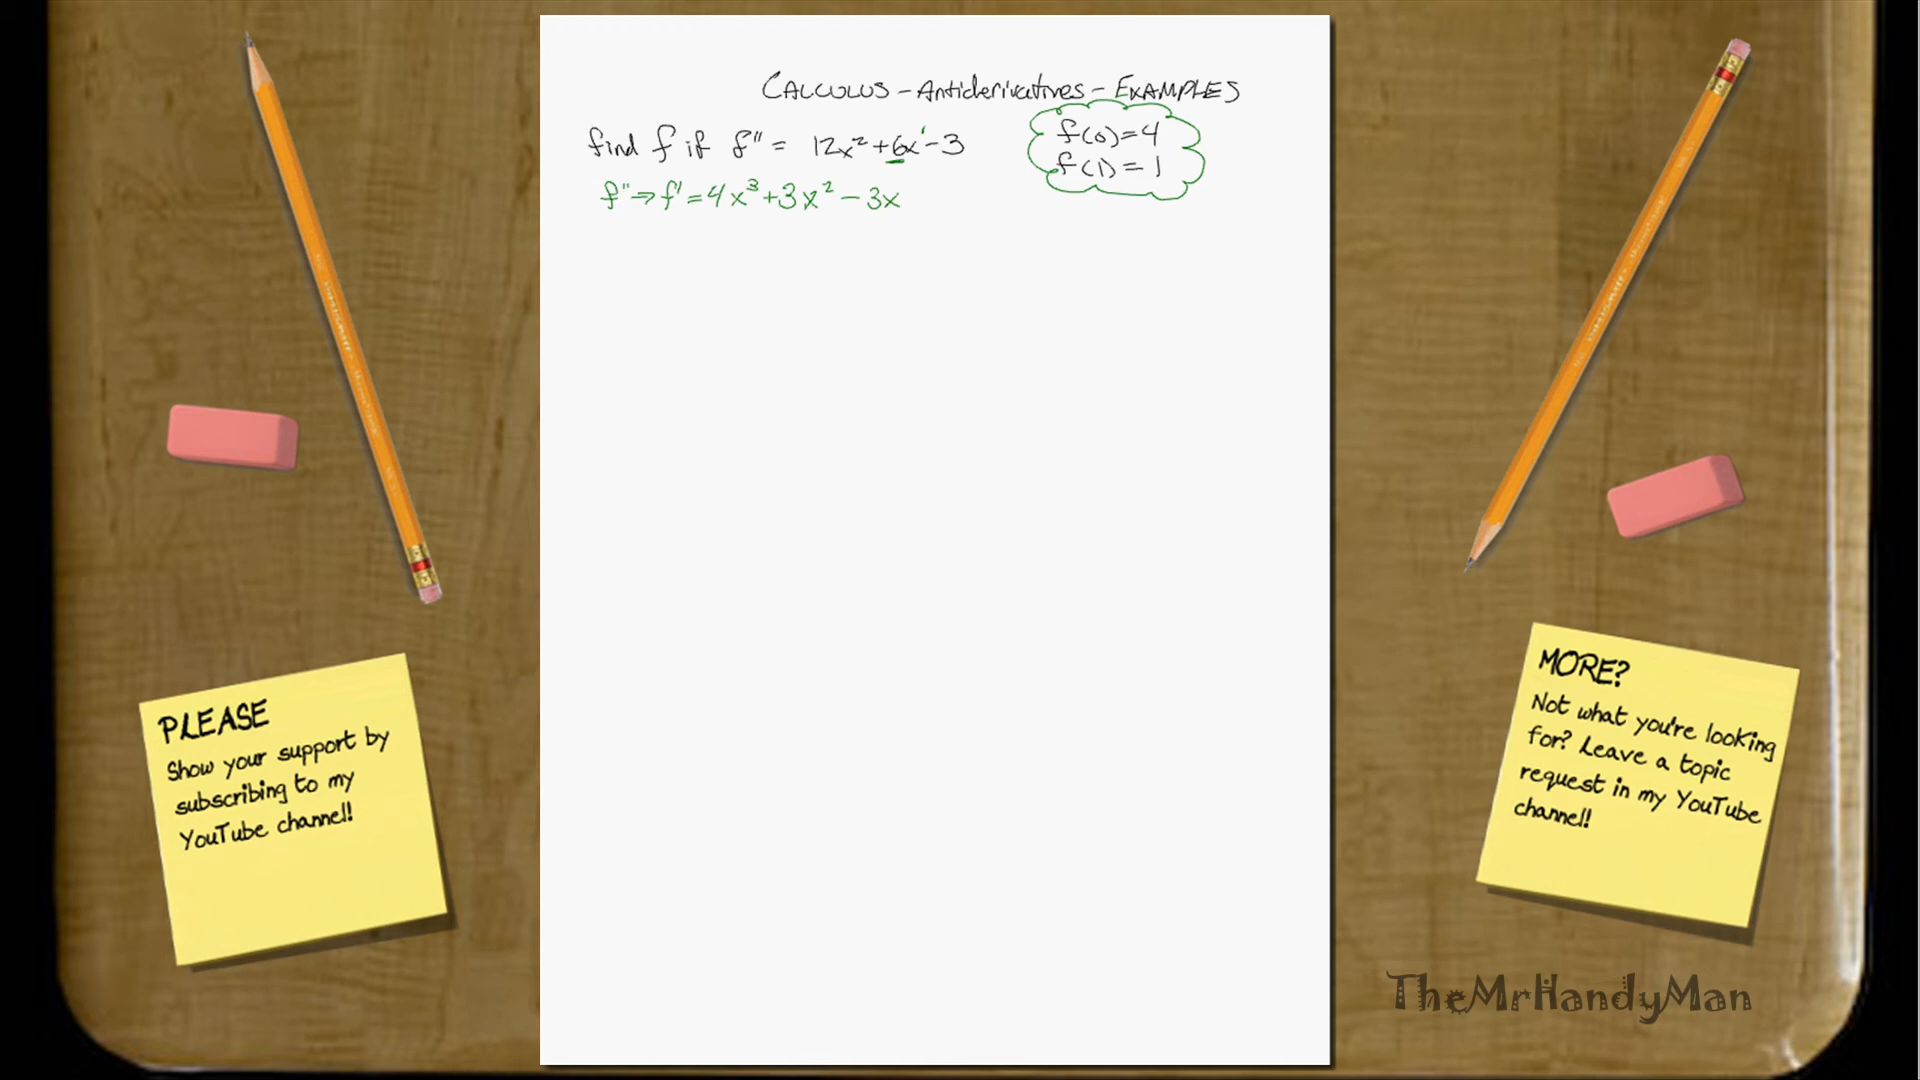 CALCULUS - Antiderivatives - EXAMPLES
find f if f'' = 12x² + 6x' - 3
f(0) = 4
f(1) = 1
f'' ⇒ f' = 4x³ + 3x² - 3x
PLEASE
Show your support by
subscribing to my
YouTube channel!
MORE?
Not what you're looking
for? Leave a topic
request in my YouTube
channel!
TheMrHandyMan